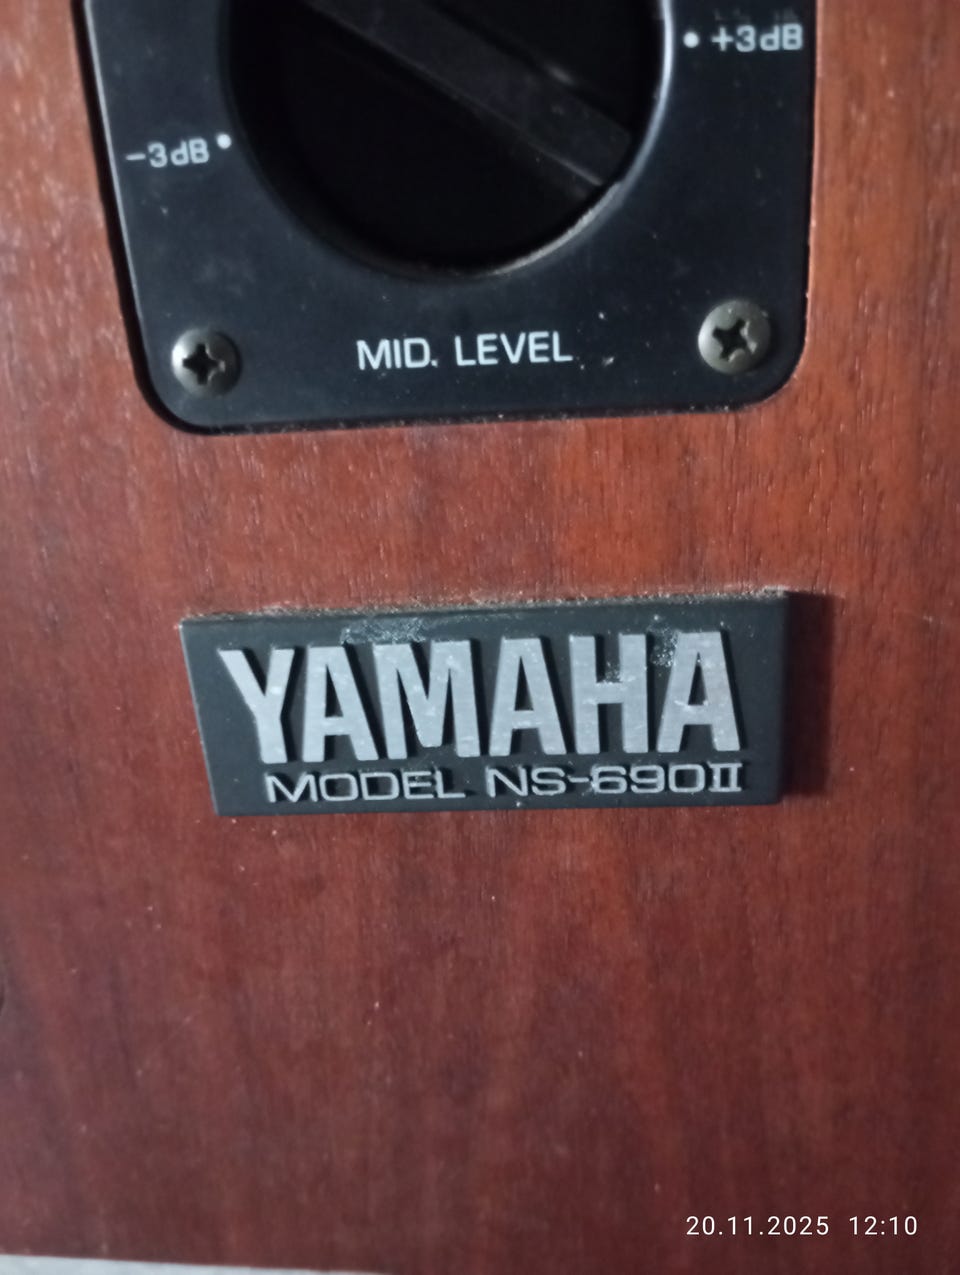 • +3dB
-3dB •
MID. LEVEL
YAMAHA
MODEL NS-690II
20.11.2025 12:10